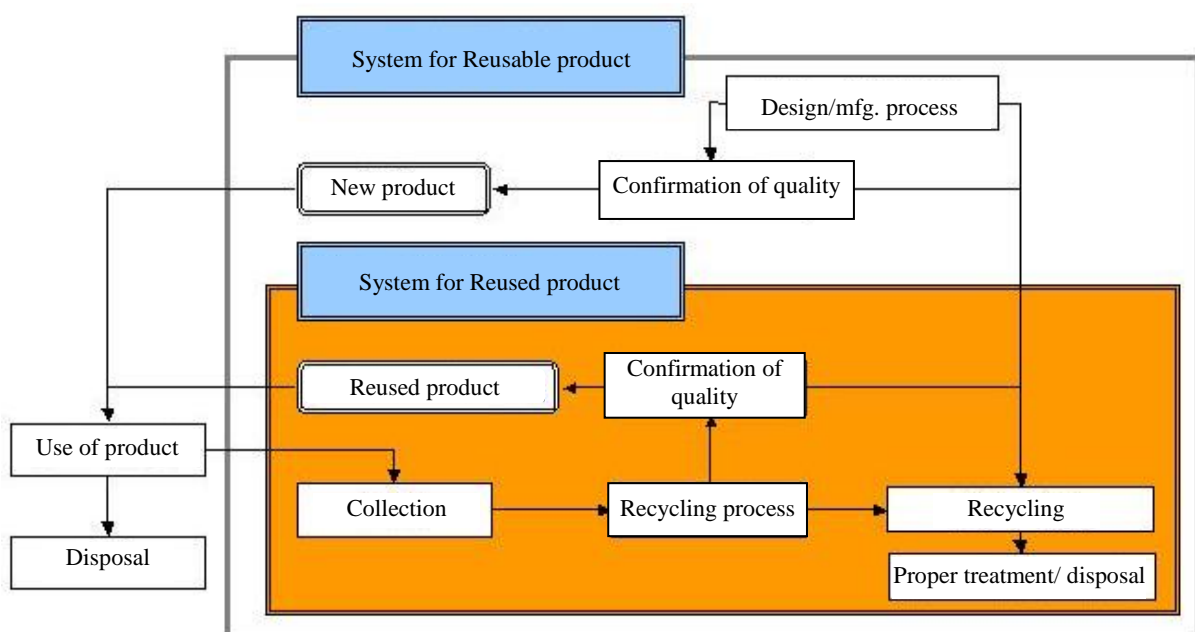 System for Reusable product
Design/mfg. process
New product
Confirmation of quality
System for Reused product
Reused product
Confirmation of
quality
Use of product
Collection
Recycling process
Recycling
Disposal
Proper treatment/ disposal